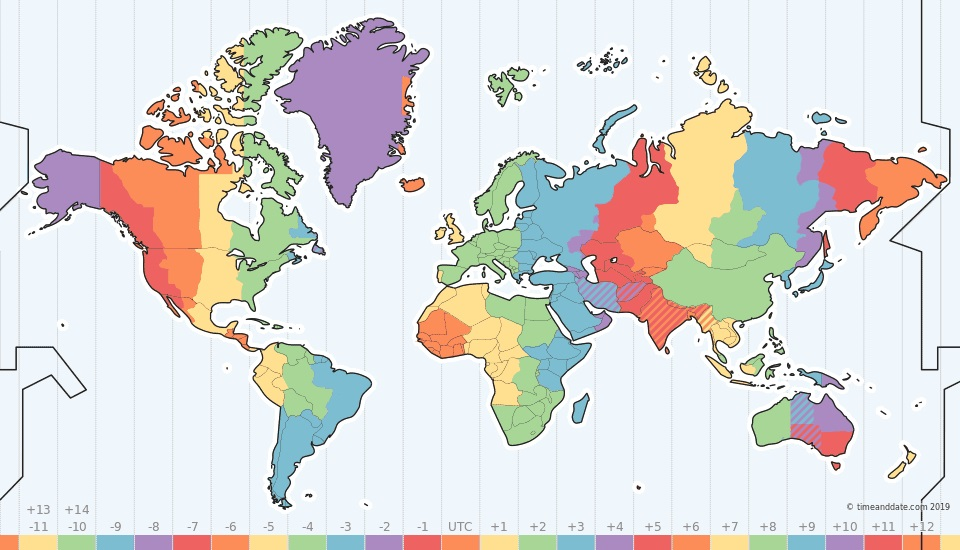 © timeanddate.com 2019
+13 +14
-11 -10 -9 -8 -7 -6 -5 -4 -3 -2 -1 UTC +1 +2 +3 +4 +5 +6 +7 +8 +9 +10 +11 +12